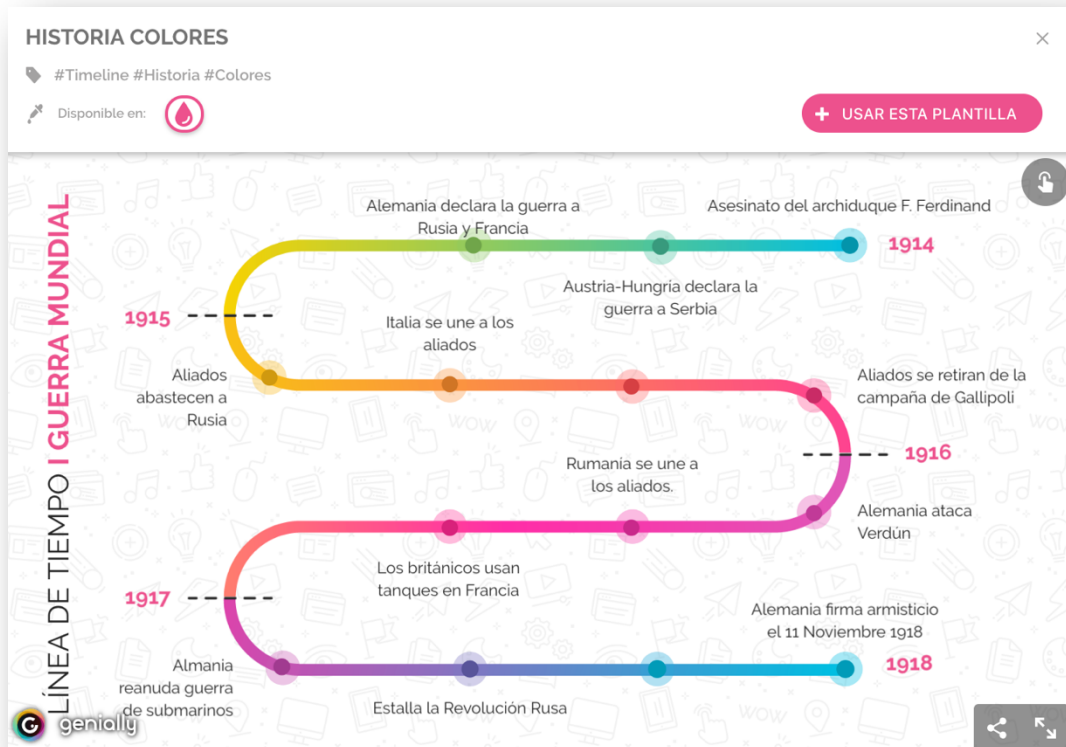 HISTORIA COLORES
#Timeline #Historia #Colores
Disponible en:
+ USAR ESTA PLANTILLA
LÍNEA DE TIEMPO I GUERRA MUNDIAL
Asesinato del archiduque F. Ferdinand
1914
Austria-Hungria declara la
guerra a Serbia
Alemania declara la guerra a
Rusia y Francia
1915
Aliados
abastecen a
Rusia
Italia se une a los
aliados
Aliados se retiran de la
campaña de Gallipoli
1916
Alemania ataca
Verdún
Rumania se une a
los aliados.
Los británicos usan
tanques en Francia
1917
Almania
reanuda guerra
de submarinos
Estalla la Revolución Rusa
Alemania firma armisticio
el 11 Noviembre 1918
1918
genially